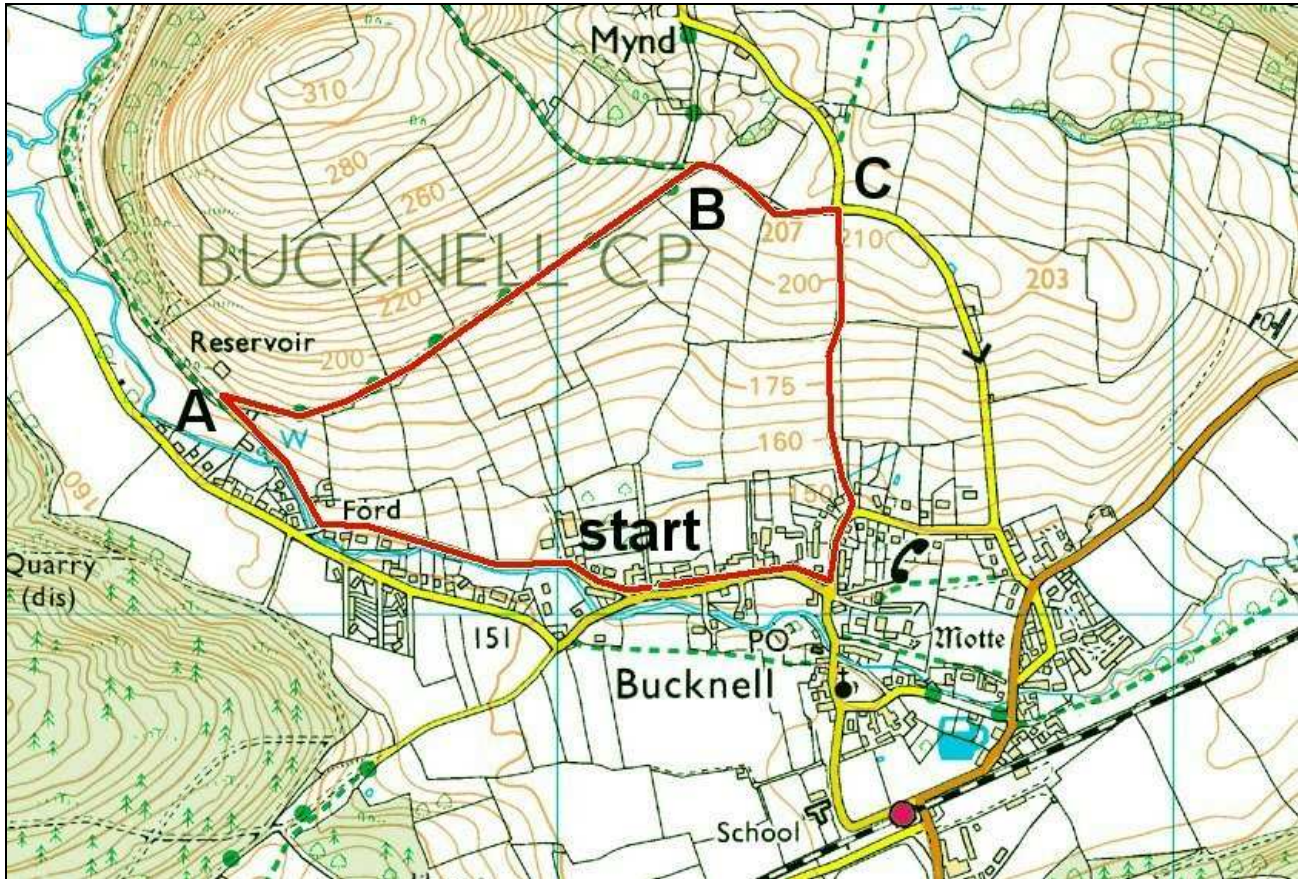 Mynd
310
280
260
C
B
BUCKNELL CP
207
210
203
220
200
Reservoir
200
175
A
W
160
160
150
Ford
start
Quarry
(dis)
151
PO
Motte
Bucknell
School